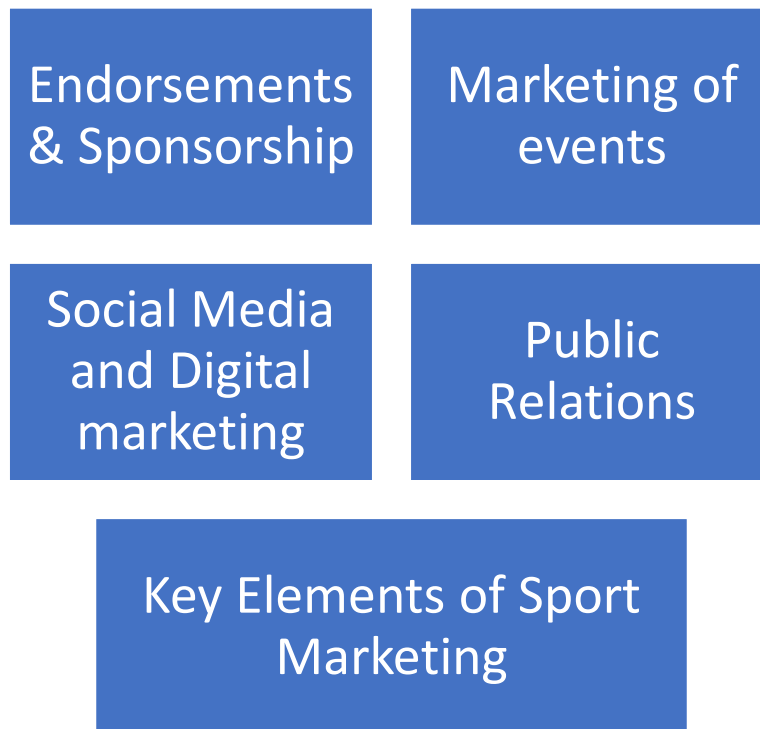 Endorsements
& Sponsorship
Marketing of
events
Social Media
and Digital
marketing
Public
Relations
Key Elements of Sport
Marketing